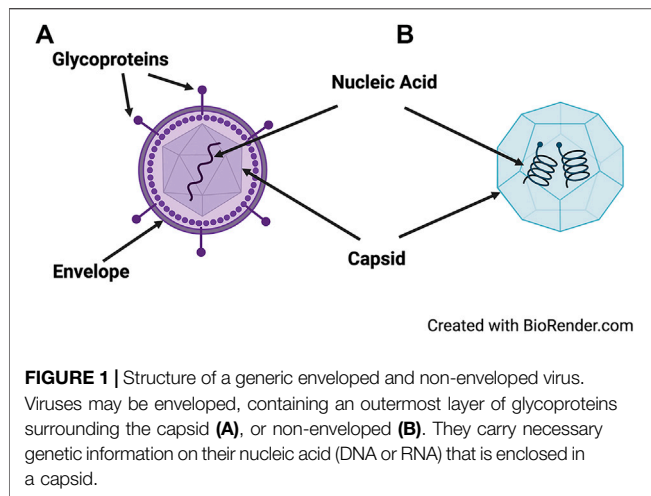 A
B
Glycoproteins
Nucleic Acid
Envelope
Capsid
Created with BioRender.com
FIGURE 1 | Structure of a generic enveloped and non-enveloped virus.
Viruses may be enveloped, containing an outermost layer of glycoproteins
surrounding the capsid (A), or non-enveloped (B). They carry necessary
genetic information on their nucleic acid (DNA or RNA) that is enclosed in
a capsid.